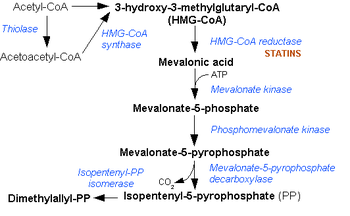 Acetyl-CoA
3-hydroxy-3-methylglutaryl-CoA
(HMG-CoA)
Thiolase
HMG-CoA
synthase
Acetoacetyl-CoA
HMG-CoA reductase
STATINS
Mevalonic acid
ATP
Mevalonate kinase
Mevalonate-5-phosphate
Phosphomevalonate kinase
Mevalonate-5-pyrophosphate
Mevalonate-5-pyrophosphate
decarboxylase
CO2
Isopentenyl-PP
isomerase
Dimethylallyl-PP
Isopentenyl-5-pyrophosphate (PP)